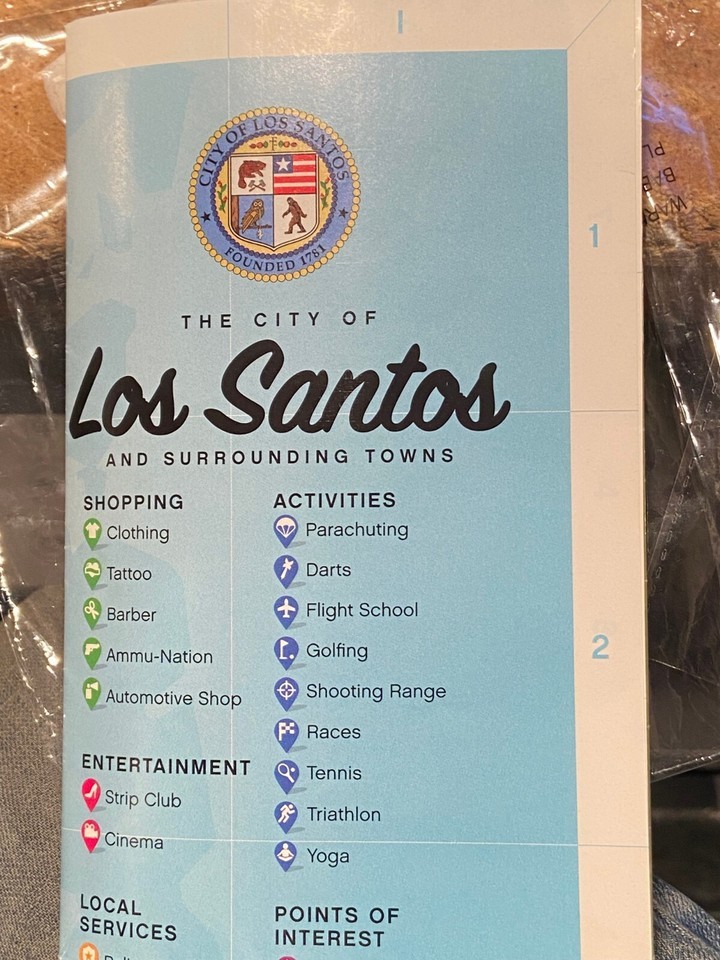 I
CITY OF LOS SANTOS
FOUNDED 1781
1
THE CITY OF
Los Santos
AND SURROUNDING TOWNS
SHOPPING
Clothing
Tattoo
Barber
Ammu-Nation
Automotive Shop
ENTERTAINMENT
Strip Club
Cinema
LOCAL
SERVICES
ACTIVITIES
Parachuting
Darts
Flight School
Golfing
Shooting Range
Races
Tennis
Triathlon
Yoga
POINTS OF
INTEREST
2